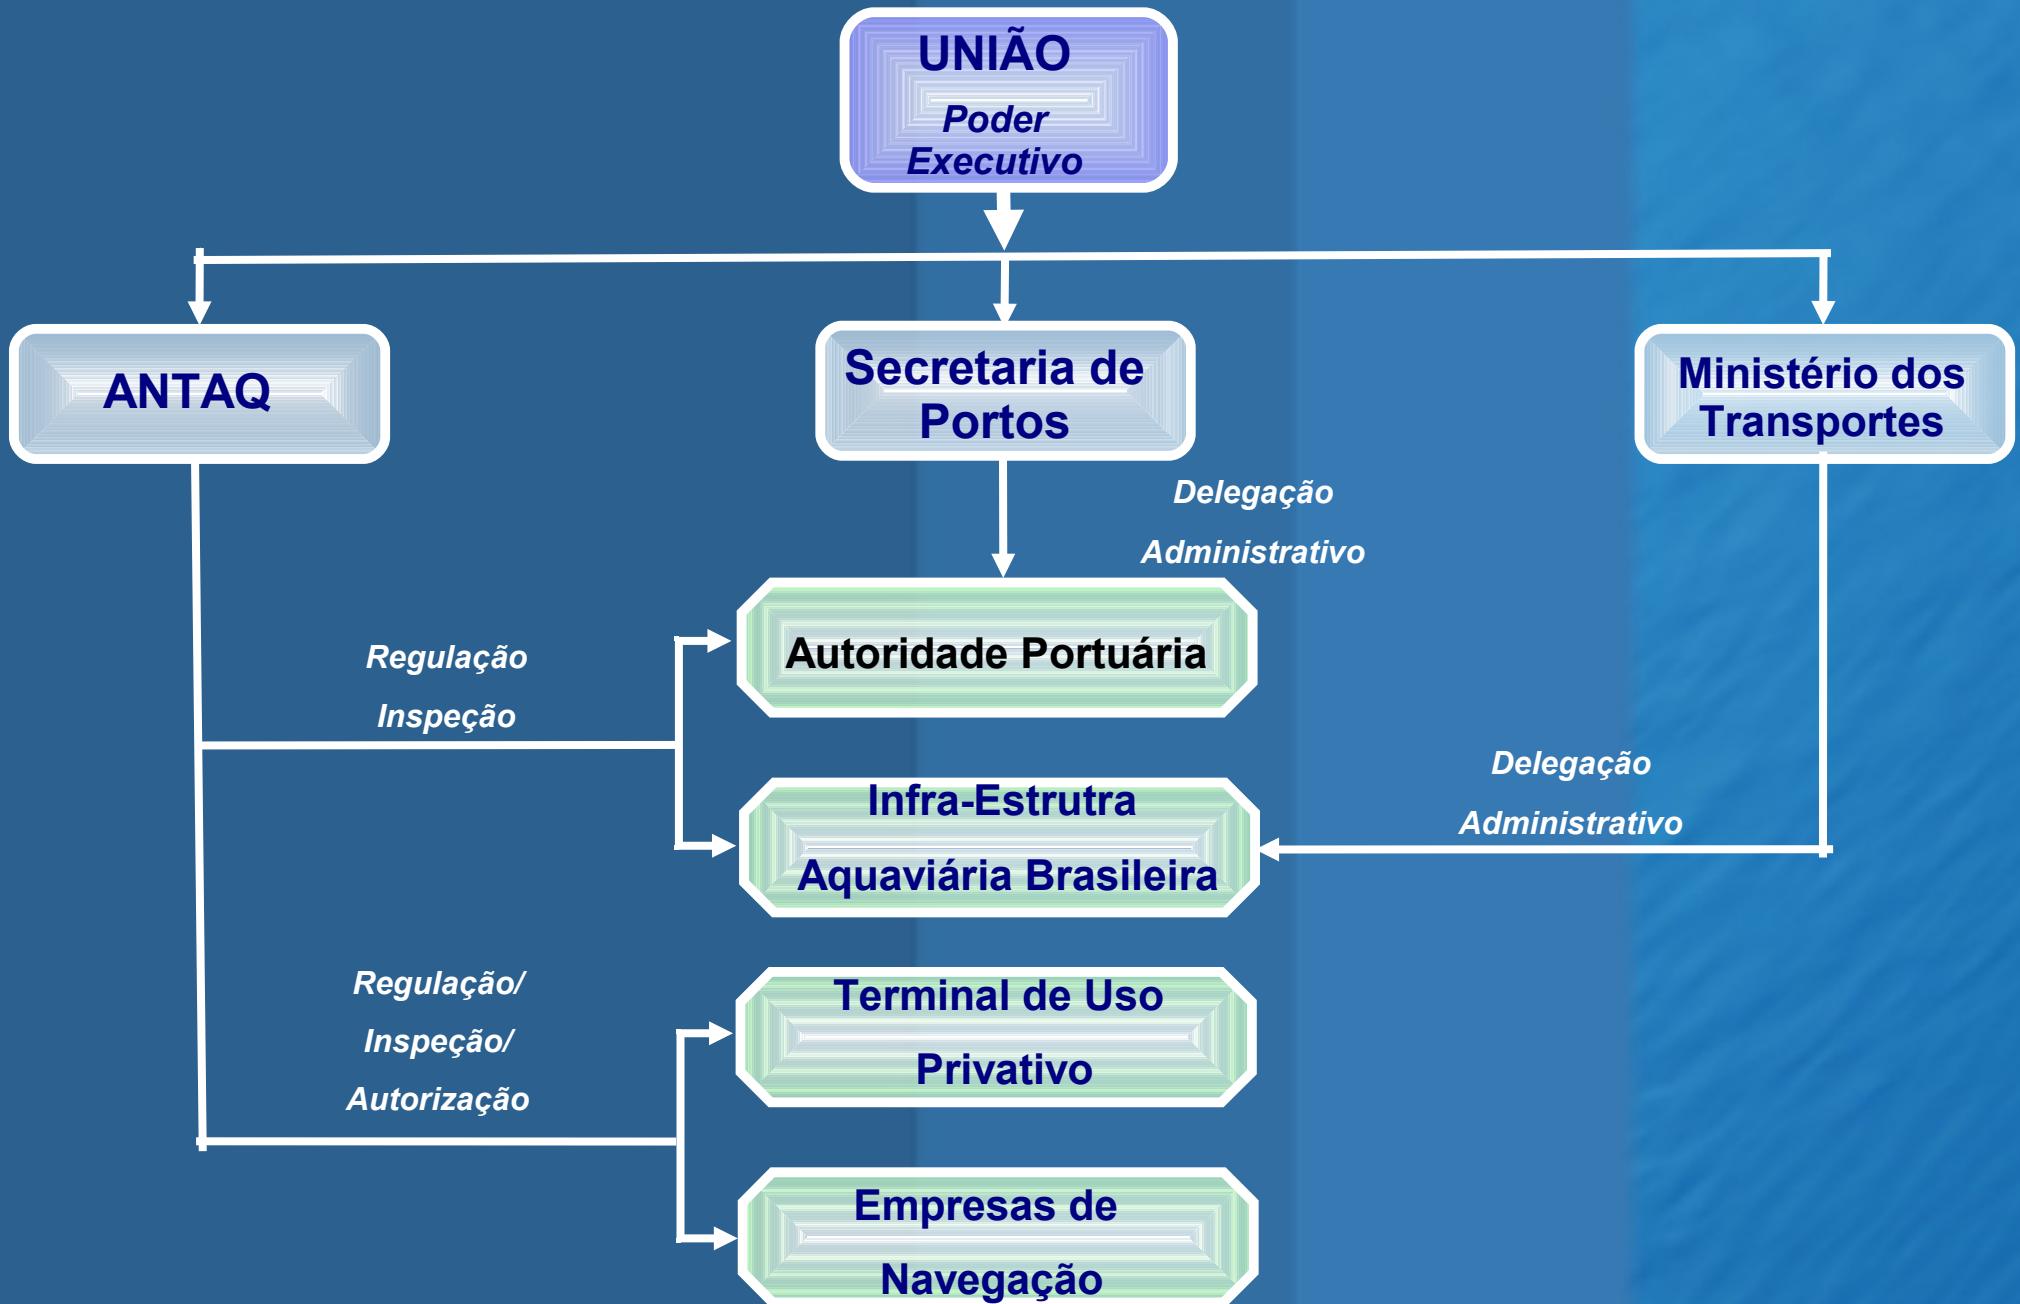 UNIÃO
Poder
Executivo
ANTAQ
Secretaria de
Portos
Ministério dos
Transportes
Delegação
Administrativo
Autoridade Portuária
Regulação
Inspeção
Infra-Estrutra
Aquaviária Brasileira
Delegação
Administrativo
Regulação/
Inspeção/
Autorização
Terminal de Uso
Privativo
Empresas de
Navegação